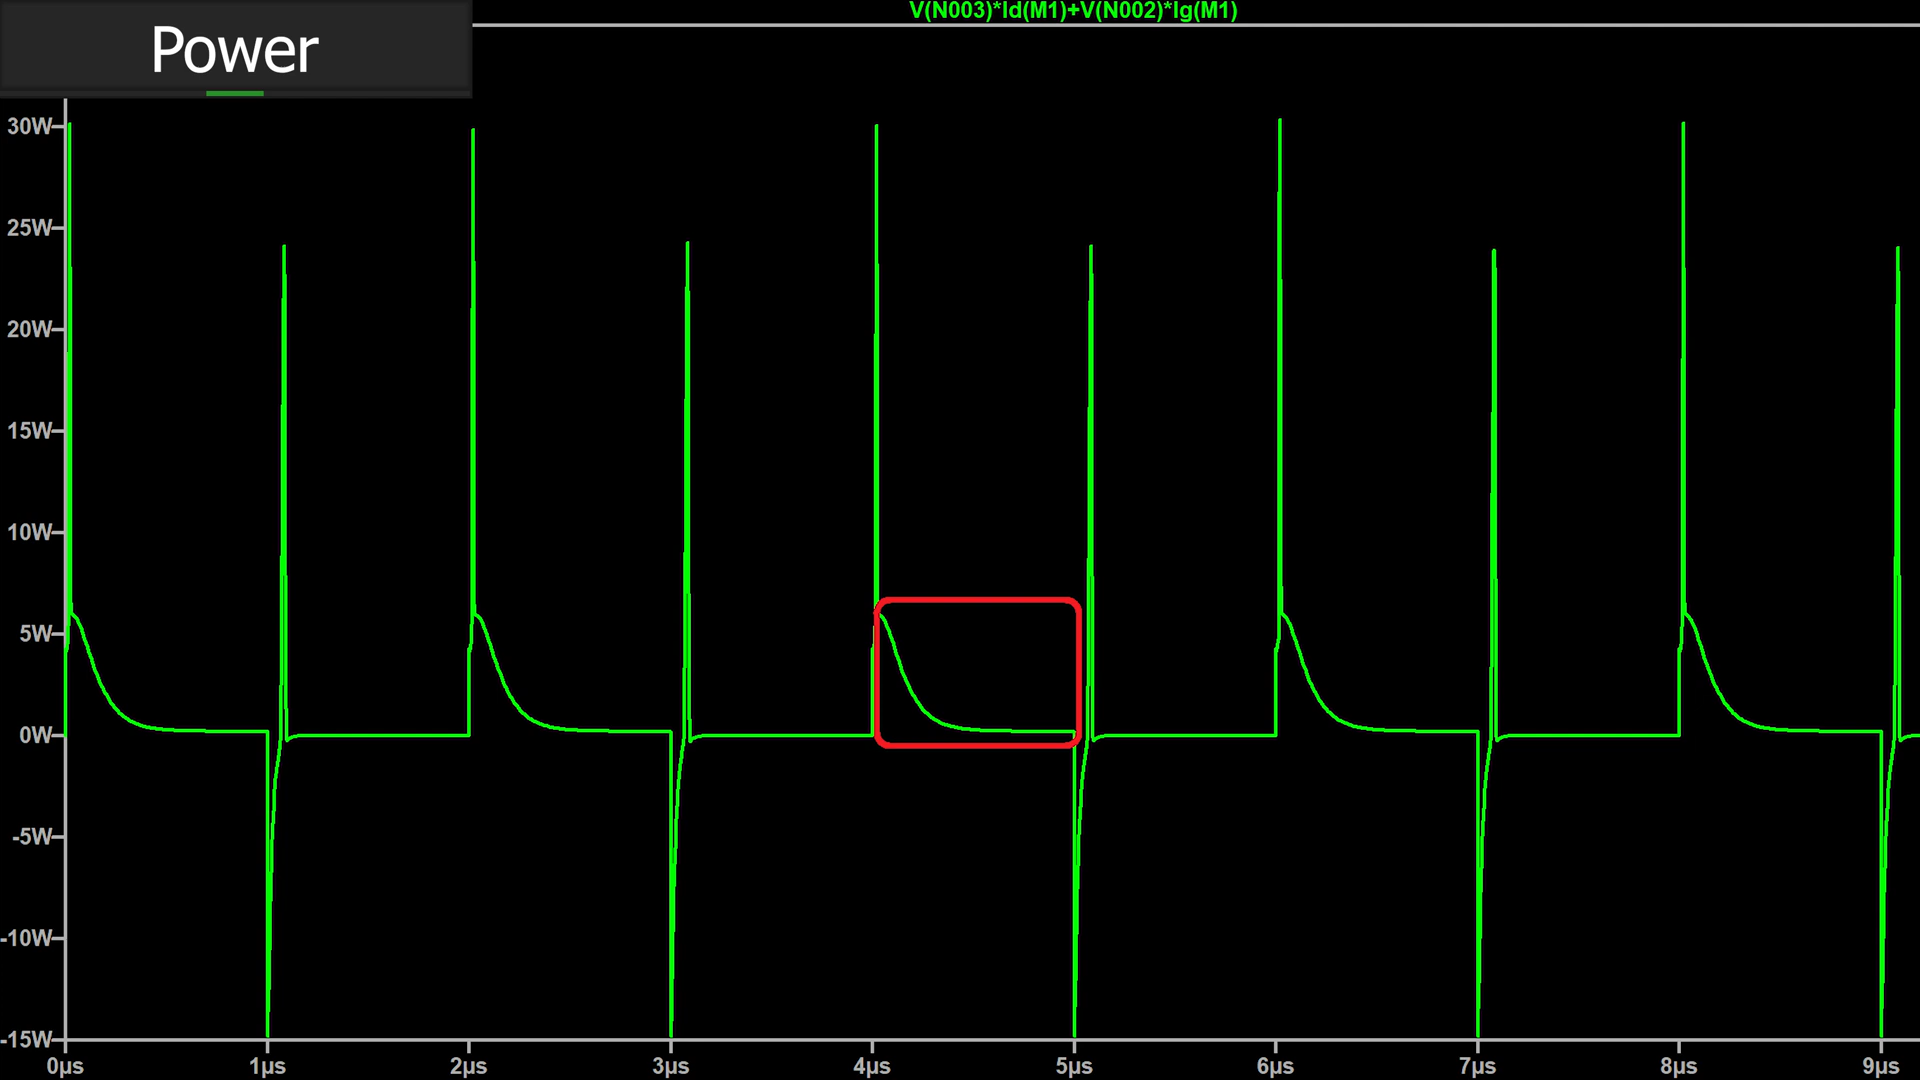 V(N003)*Id(M1)+V(N002)*Ig(M1)
Power
30W
25W
20W
15W
10W
5W
0W
-5W
-10W
-15W
0µs 1µs 2µs 3µs 4µs 5µs 6µs 7µs 8µs 9µs